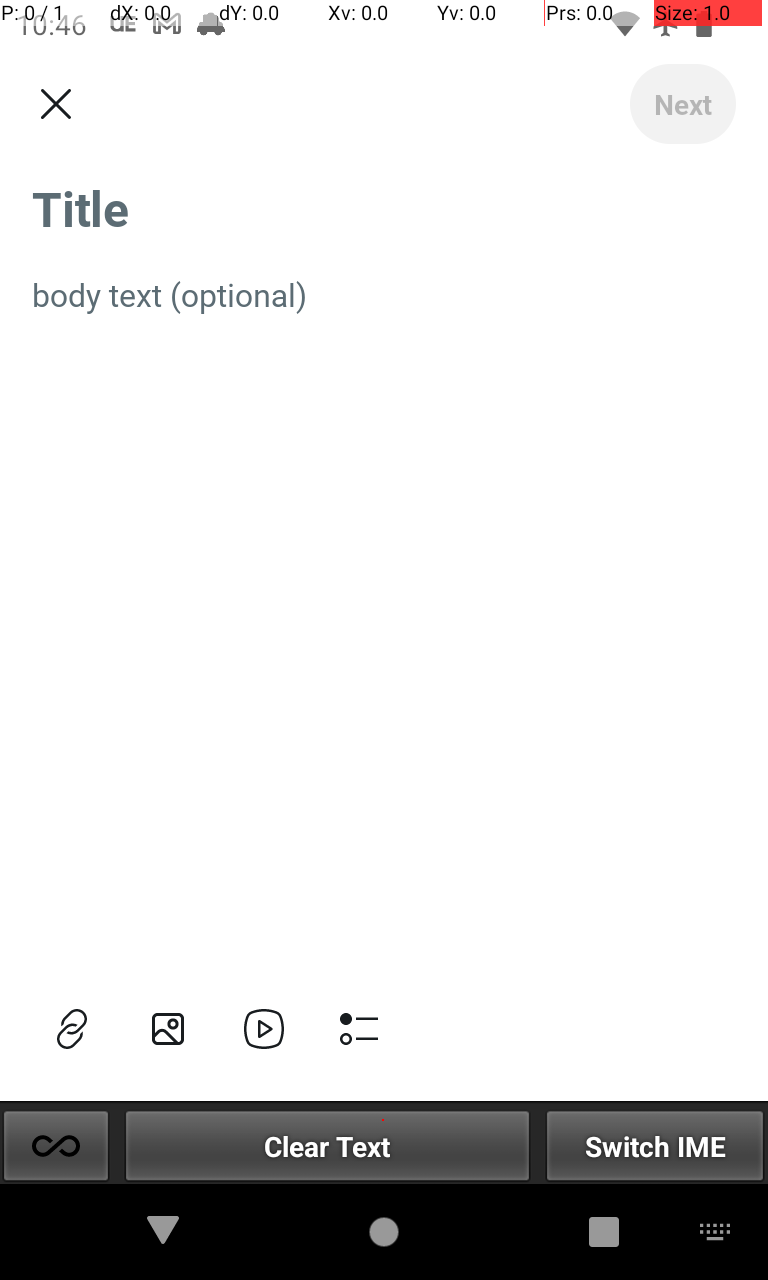 P: 0 / 1 dX: 0.0 dY: 0.0 Xv: 0.0 Yv: 0.0 Prs: 0.0 Size: 1.0
10:46
Next
Title
body text (optional)
Clear Text Switch IME